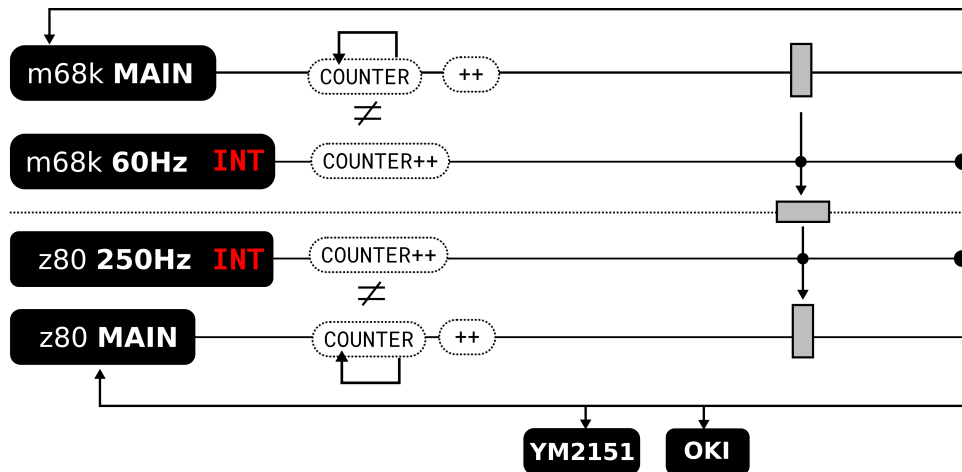 m68k MAIN
COUNTER
++
≠
m68k 60Hz INT
COUNTER++
z80 250Hz INT
COUNTER++
≠
z80 MAIN
COUNTER
++
YM2151
OKI